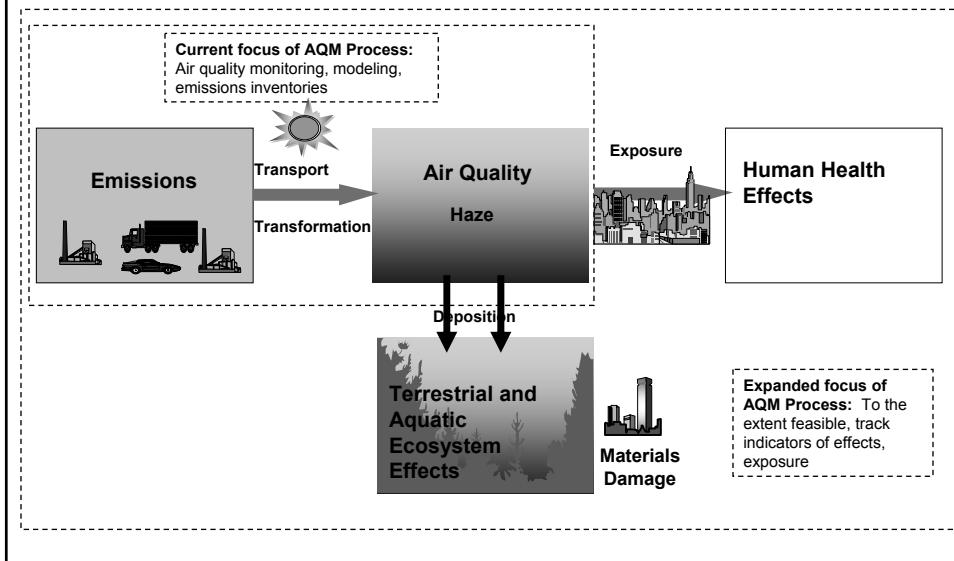 Current focus of AQM Process:
Air quality monitoring, modeling,
emissions inventories
Emissions
Transport
Transformation
Air Quality
Haze
Exposure
Human Health
Effects
Deposition
Terrestrial and
Aquatic
Ecosystem
Effects
Materials
Damage
Expanded focus of
AQM Process: To the
extent feasible, track
indicators of effects,
exposure